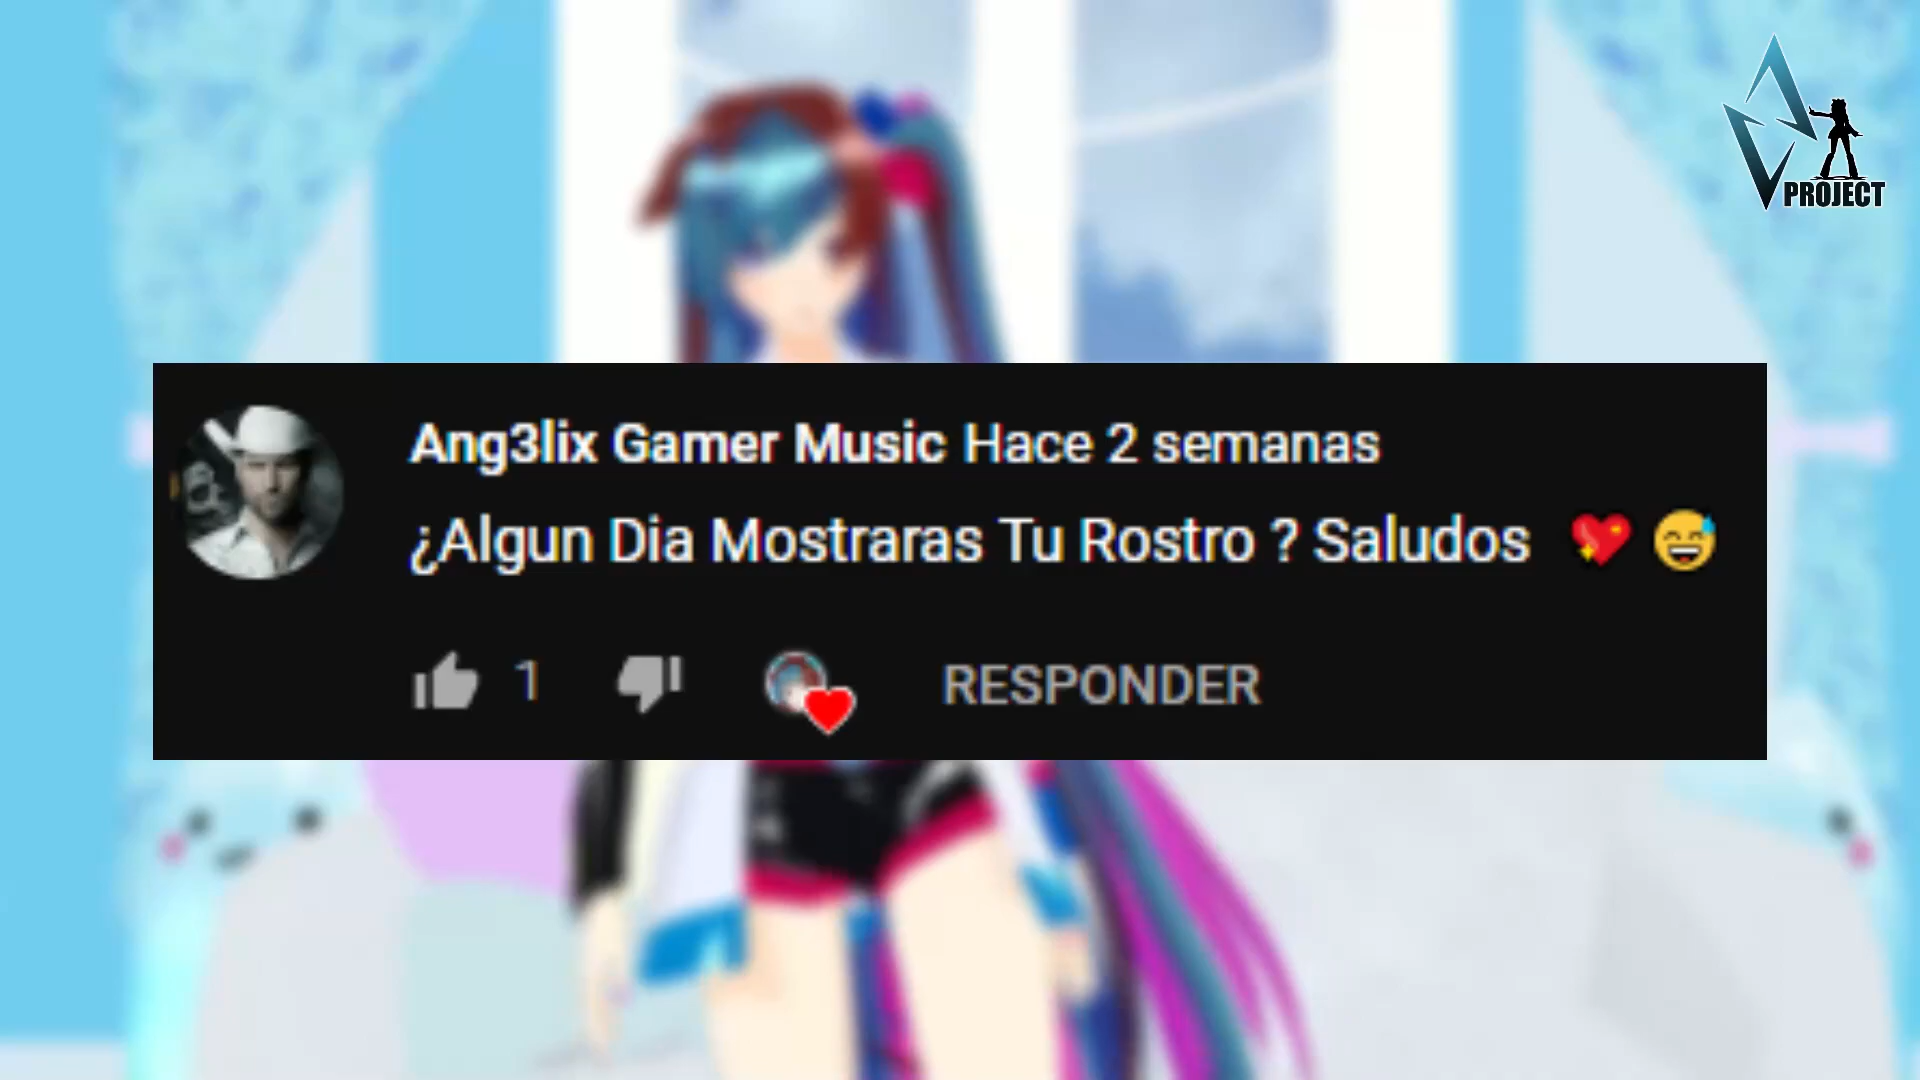 PROJECT
Ang3lix Gamer Music Hace 2 semanas
¿Algun Dia Mostraras Tu Rostro ? Saludos 💖 😅
1
RESPONDER